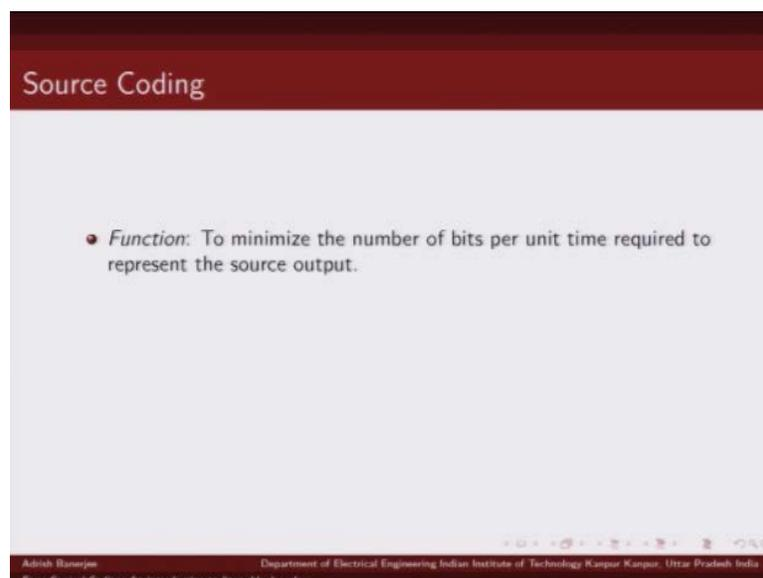 Source Coding
Function: To minimize the number of bits per unit time required to
represent the source output.
Adrish Banerjee
Department of Electrical Engineering Indian Institute of Technology Kanpur Kanpur, Uttar Pradesh India